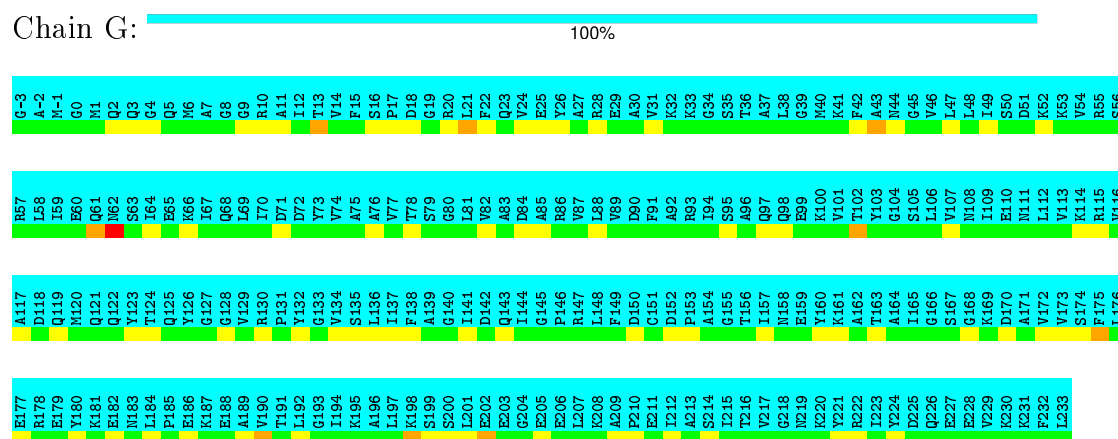 Chain G:
100%
G-3 A-2 M-1 G0 M1 Q2 Q3 G4 Q5 M6 A7 G8 G9 R10 A11 I12 T13 V14 F15 S16 P17 D18 G19 R20 L21 F22 Q23 V24 E25 Y26 A27 R28 E29 A30 V31 K32 K33 G34 S35 T36 A37 L38 G39 M40 K41 F42 A43 N44 G45 V46 L47 L48 I49 S50 D51 K52 K53 V54 R55 S56
R57 L58 I59 E60 Q61 N62 S63 I64 E65 K66 I67 Q68 L69 I70 D71 D72 Y73 V74 A75 A76 V77 T78 S79 G80 L81 V82 A83 D84 A85 R86 V87 L88 V89 D90 F91 A92 R93 I94 S95 A96 Q97 Q98 E99 K100 V101 T102 Y103 G104 S105 L106 V107 N108 I109 E110 N111 L112 V113 K114 R115 V116
A117 D118 Q119 M120 Q121 Q122 Y123 T124 Q125 Y126 G127 G128 V129 R130 P131 Y132 G133 V134 S135 L136 I137 F138 A139 G140 I141 D142 Q143 I144 G145 P146 R147 L148 F149 D150 C151 D152 P153 A154 G155 T156 I157 N158 E159 Y160 K161 A162 T163 A164 I165 G166 S167 G168 K169 D170 A171 V172 V173 S174 F175 L176
E177 R178 E179 Y180 K181 E182 N183 L184 P185 E186 K187 E188 A189 V190 T191 L192 G193 I194 K195 A196 L197 K198 S199 S200 L201 E202 E203 G204 E205 E206 L207 K208 A209 P210 E211 I212 A213 S214 I215 T216 V217 G218 N219 K220 Y221 R222 I223 Y224 D225 Q226 E227 E228 V229 K230 K231 F232 L233